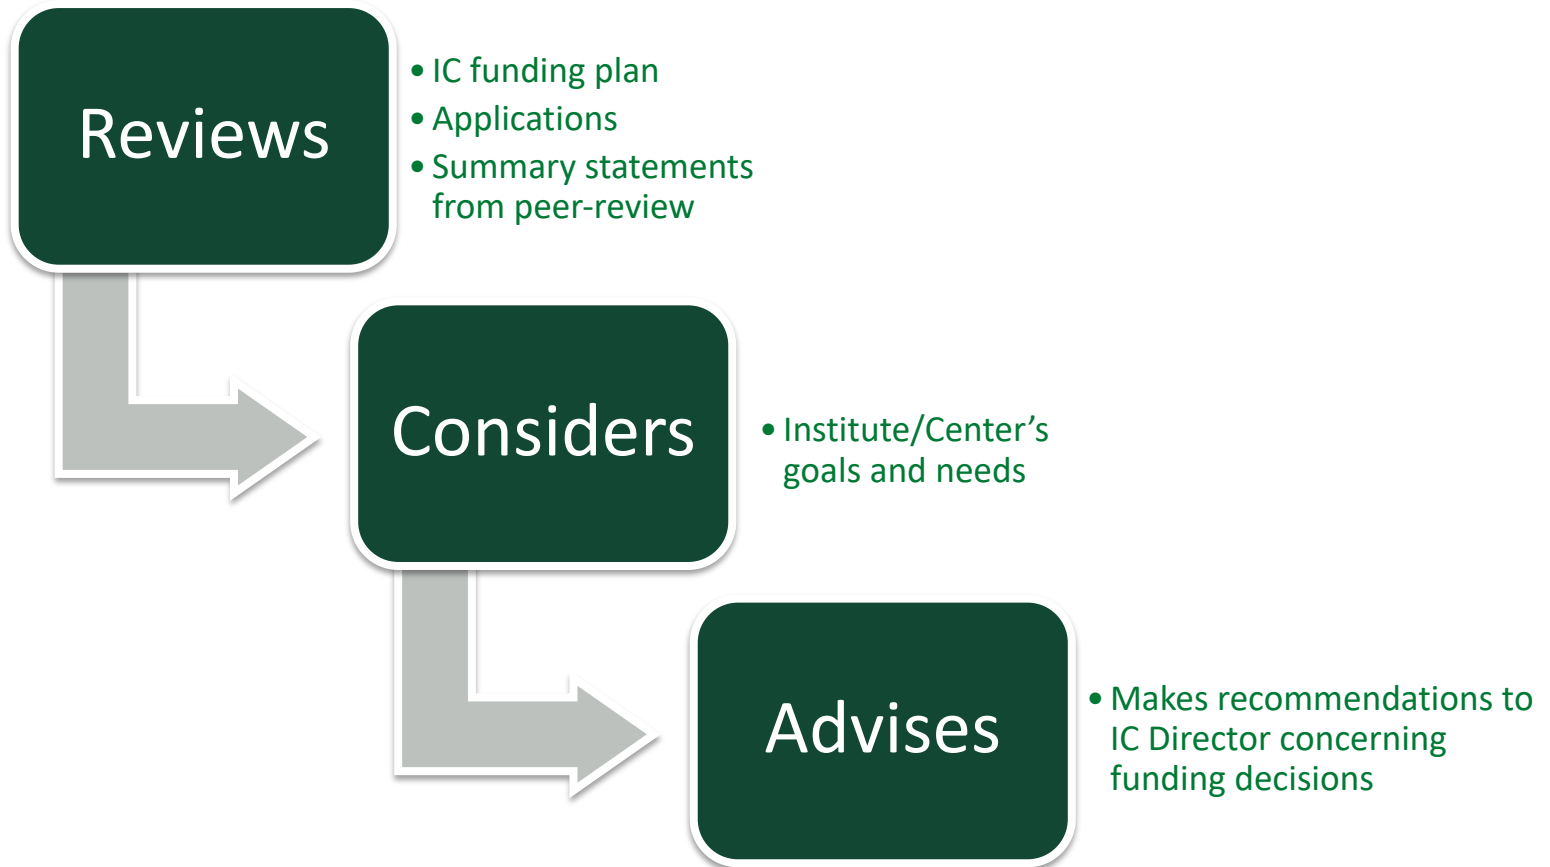 Reviews
• IC funding plan
• Applications
• Summary statements
from peer-review
Considers
• Institute/Center’s
goals and needs
Advises
• Makes recommendations to
IC Director concerning
funding decisions